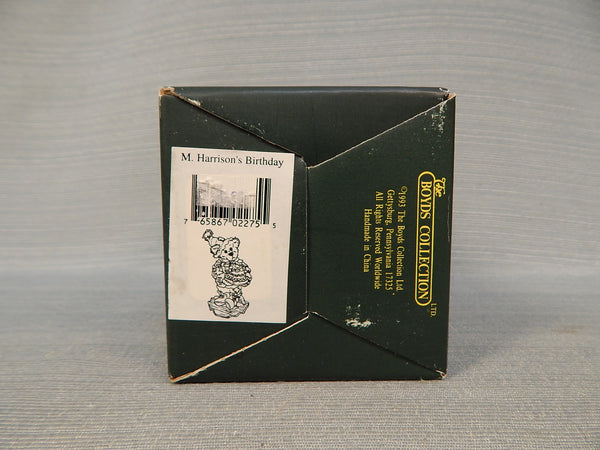 M. Harrison's Birthday
7 65867 02275 5
The
BOYDS COLLECTION
LTD.
©1993 The Boyds Collection Ltd.
Gettysburg, Pennsylvania 17325
All Rights Reserved Worldwide
Handmade in China